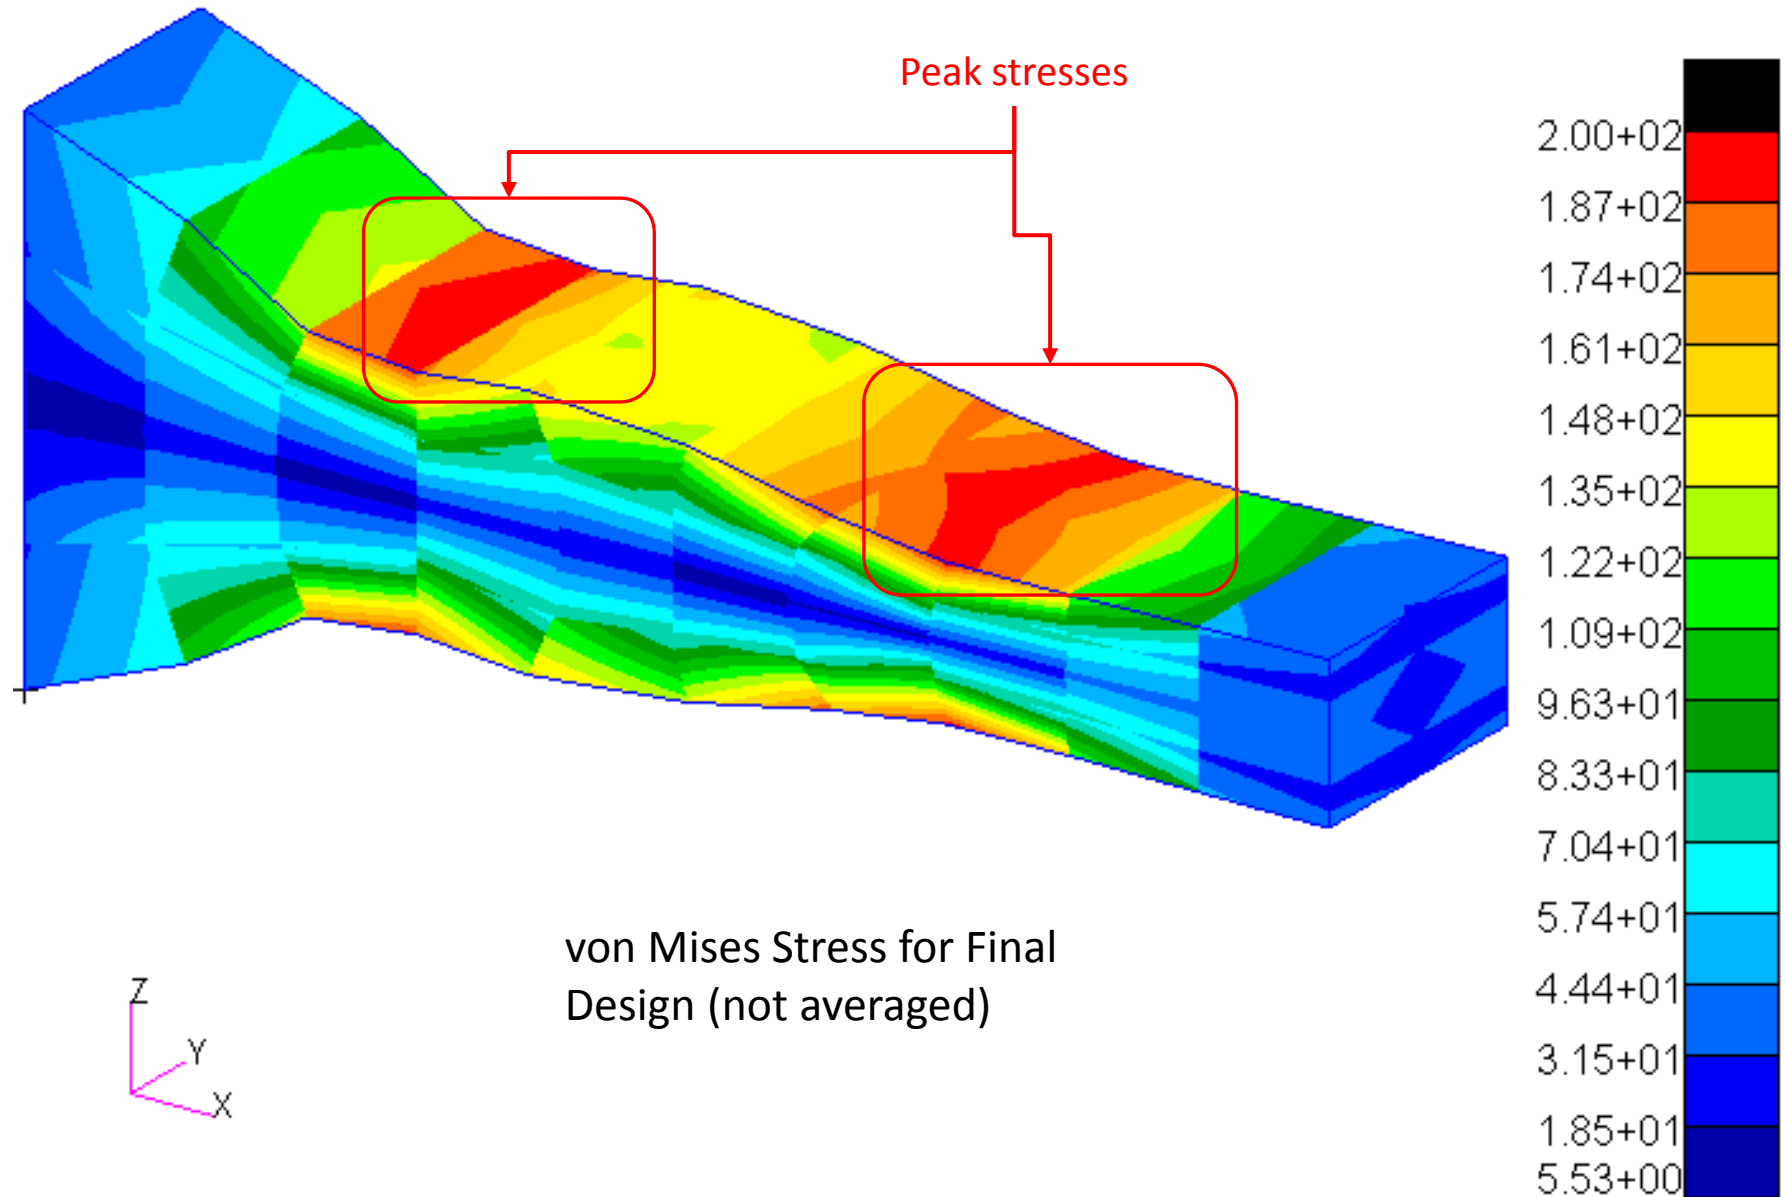 Peak stresses
2.00+02
1.87+02
1.74+02
1.61+02
1.48+02
1.35+02
1.22+02
1.09+02
9.63+01
8.33+01
7.04+01
5.74+01
4.44+01
3.15+01
1.85+01
5.53+00
von Mises Stress for Final
Design (not averaged)
Z
Y
X